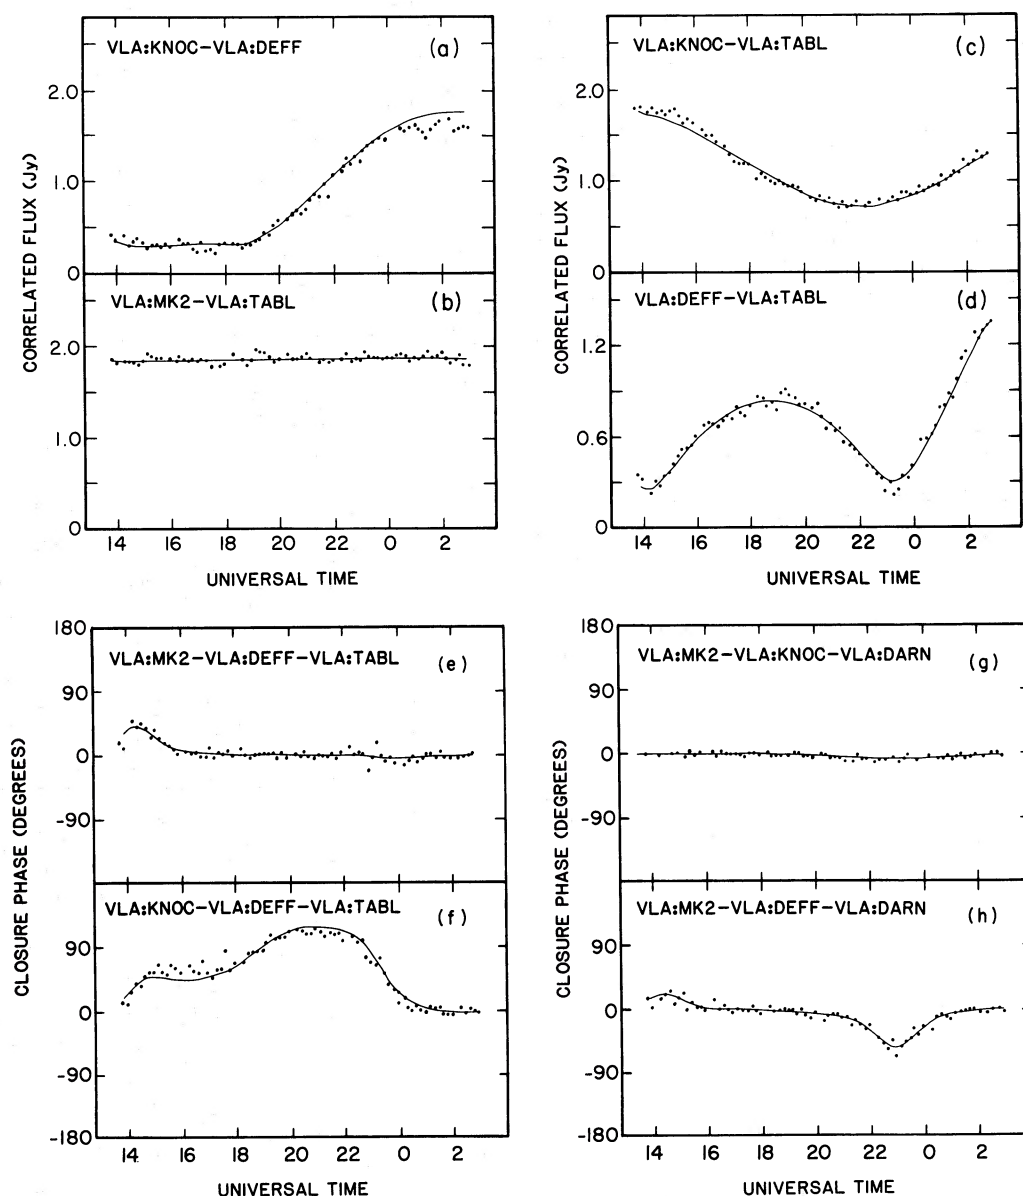 VLA:KNOC-VLA:DEFF (a)
2.0
1.0
0
VLA:MK2-VLA:TABL (b)
2.0
1.0
0
CORRELATED FLUX (Jy)
14 16 18 20 22 0 2
UNIVERSAL TIME
VLA:KNOC-VLA:TABL (c)
2.0
1.0
0
VLA:DEFF-VLA:TABL (d)
1.2
0.6
0
CORRELATED FLUX (Jy)
14 16 18 20 22 0 2
UNIVERSAL TIME
180
VLA:MK2-VLA:DEFF-VLA:TABL (e)
90
0
-90
VLA:KNOC-VLA:DEFF-VLA:TABL (f)
90
0
-90
-180
CLOSURE PHASE (DEGREES)
14 16 18 20 22 0 2
UNIVERSAL TIME
180
VLA:MK2-VLA:KNOC-VLA:DARN (g)
90
0
-90
VLA:MK2-VLA:DEFF-VLA:DARN (h)
90
0
-90
-180
CLOSURE PHASE (DEGREES)
14 16 18 20 22 0 2
UNIVERSAL TIME